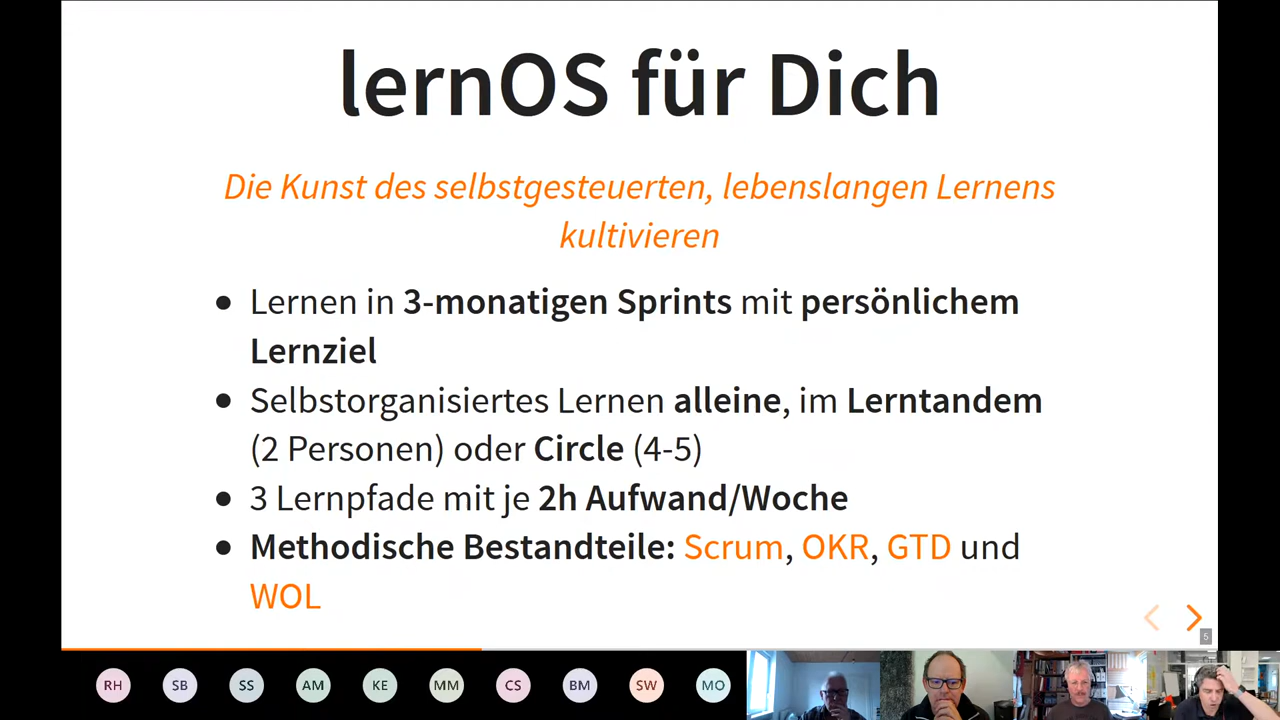 lernOS für Dich
Die Kunst des selbstgesteuerten, lebenslangen Lernens
kultivieren
• Lernen in 3-monatigen Sprints mit persönlichem
Lernziel
• Selbstorganisiertes Lernen alleine, im Lerntandem
(2 Personen) oder Circle (4-5)
• 3 Lernpfade mit je 2h Aufwand/Woche
• Methodische Bestandteile: Scrum, OKR, GTD und
WOL
5
RH SB SS AM KE MM CS BM SW MO